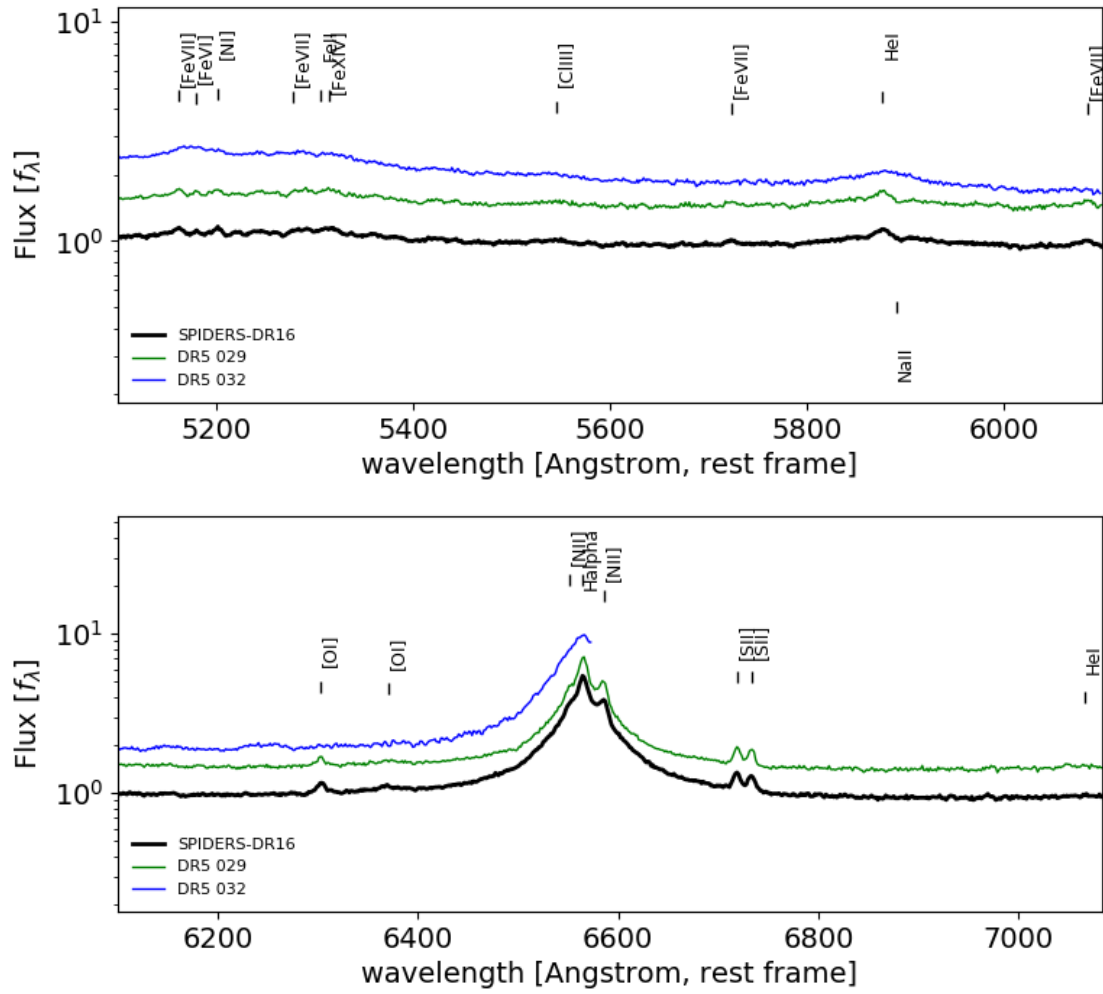 10¹
10⁰
Flux [fλ]
[FeVII]
[FeVI]
[NI]
[FeVII]
FeII
[FeXIV]
[ClIII]
[FeVII]
HeI
[FeVII]
NaII
SPIDERS-DR16
DR5 029
DR5 032
5200 5400 5600 5800 6000
wavelength [Angstrom, rest frame]
10¹
10⁰
Flux [fλ]
[OI]
[OI]
[NII]
Halpha
[NII]
[SII]
[SII]
HeI
SPIDERS-DR16
DR5 029
DR5 032
6200 6400 6600 6800 7000
wavelength [Angstrom, rest frame]